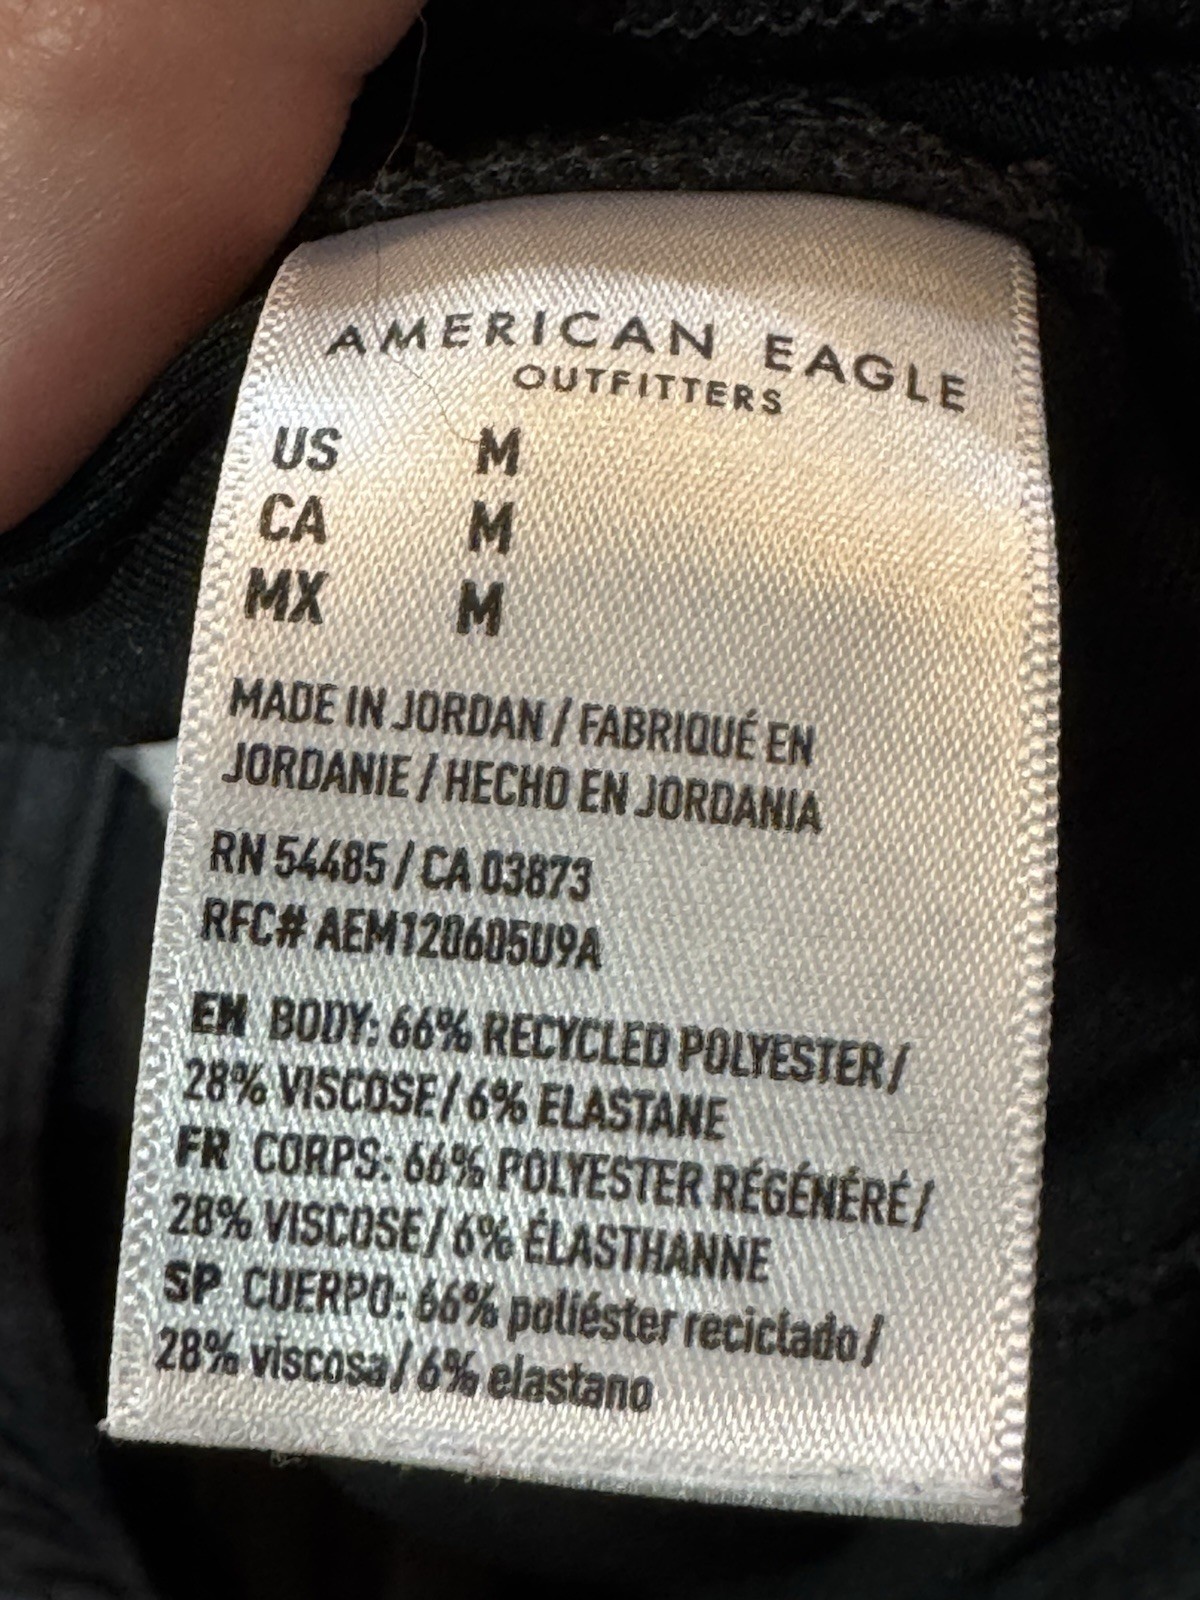 AMERICAN EAGLE
OUTFITTERS
US M
CA M
MX M
MADE IN JORDAN / FABRIQUÉ EN
JORDANIE / HECHO EN JORDANIA
RN 54485 / CA 03873
RFC# AEM120605U9A
EN BODY: 66% RECYCLED POLYESTER /
28% VISCOSE / 6% ELASTANE
FR CORPS: 66% POLYESTER RÉGÉNÉRÉ /
28% VISCOSE / 6% ÉLASTHANNE
SP CUERPO: 66% poliéster reciclado /
28% viscosa / 6% elastano